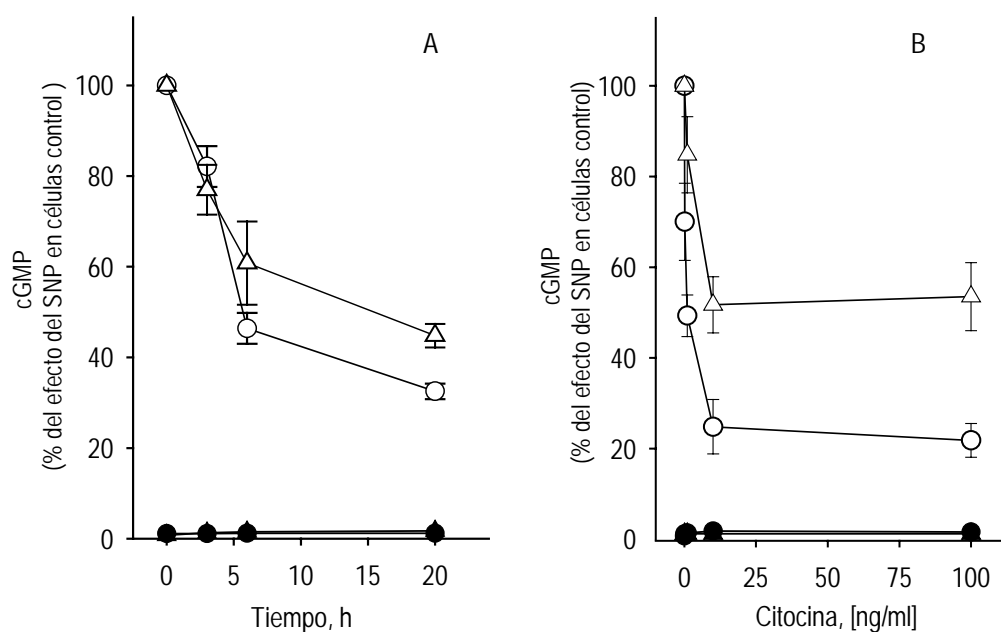 A
cGMP
(% del efecto del SNP en células control )
100
80
60
40
20
0
0
5
10
15
20
Tiempo, h
B
cGMP
(% del efecto del SNP en células control )
100
80
60
40
20
0
0
25
50
75
100
Citocina, [ng/ml]